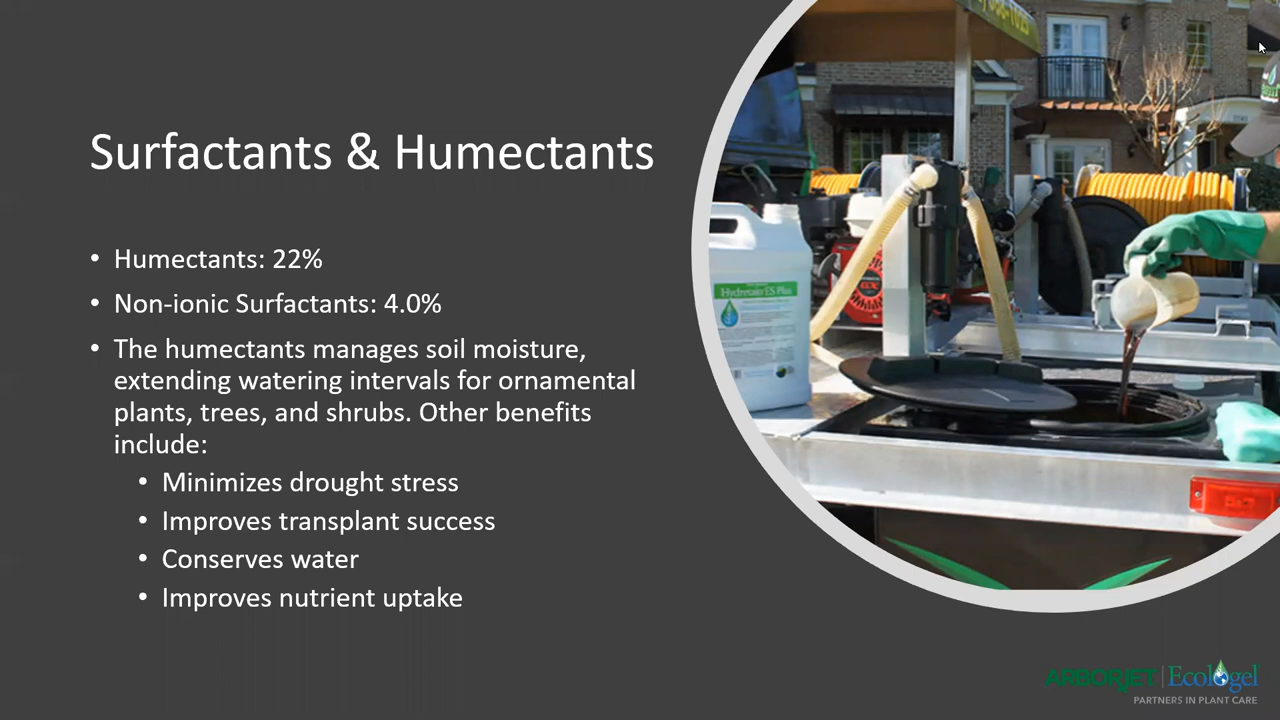 Surfactants & Humectants
• Humectants: 22%
• Non-ionic Surfactants: 4.0%
• The humectants manages soil moisture,
extending watering intervals for ornamental
plants, trees, and shrubs. Other benefits
include:
• Minimizes drought stress
• Improves transplant success
• Conserves water
• Improves nutrient uptake
Hydretain ES Plus
ARBORJET | Ecologel
PARTNERS IN PLANT CARE